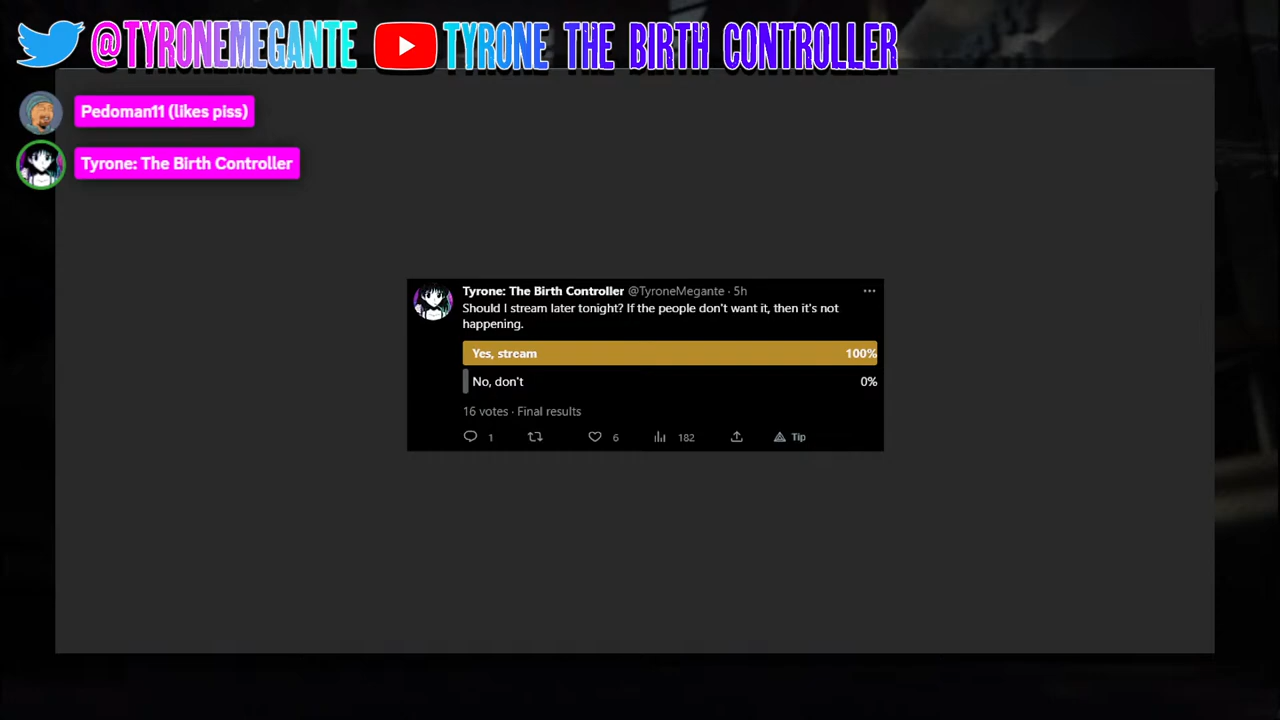 @TYRONEMEGANTE TYRONE THE BIRTH CONTROLLER
Pedoman11 (likes piss)
Tyrone: The Birth Controller
Tyrone: The Birth Controller @TyroneMegante · 5h
Should I stream later tonight? If the people don't want it, then it's not
happening.
Yes, stream 100%
No, don't 0%
16 votes · Final results
1 6 182 Tip